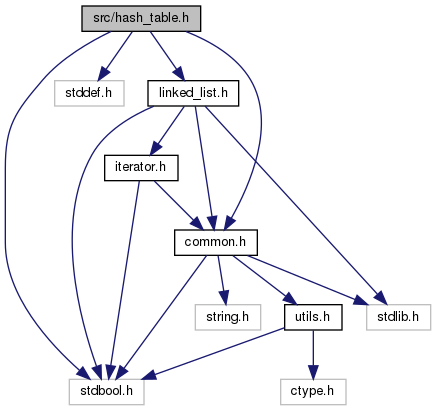 src/hash_table.h
stddef.h
linked_list.h
iterator.h
common.h
string.h
utils.h
stdlib.h
stdbool.h
ctype.h